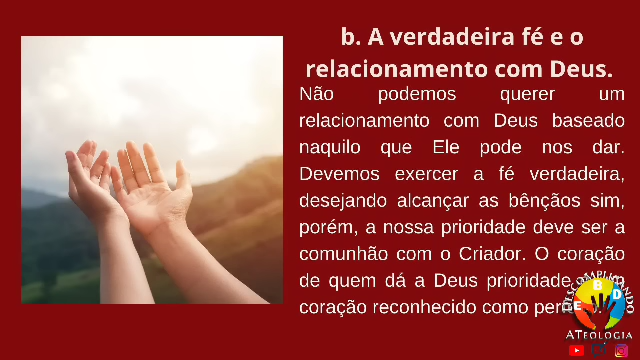 b. A verdadeira fé e o
relacionamento com Deus.
Não podemos querer um
relacionamento com Deus baseado
naquilo que Ele pode nos dar.
Devemos exercer a fé verdadeira,
desejando alcançar as bênçãos sim,
porém, a nossa prioridade deve ser a
comunhão com o Criador. O coração
de quem dá a Deus prioridade
coração reconhecido como
DESCOMPLICANDO
EBD
ATEOLOGIA